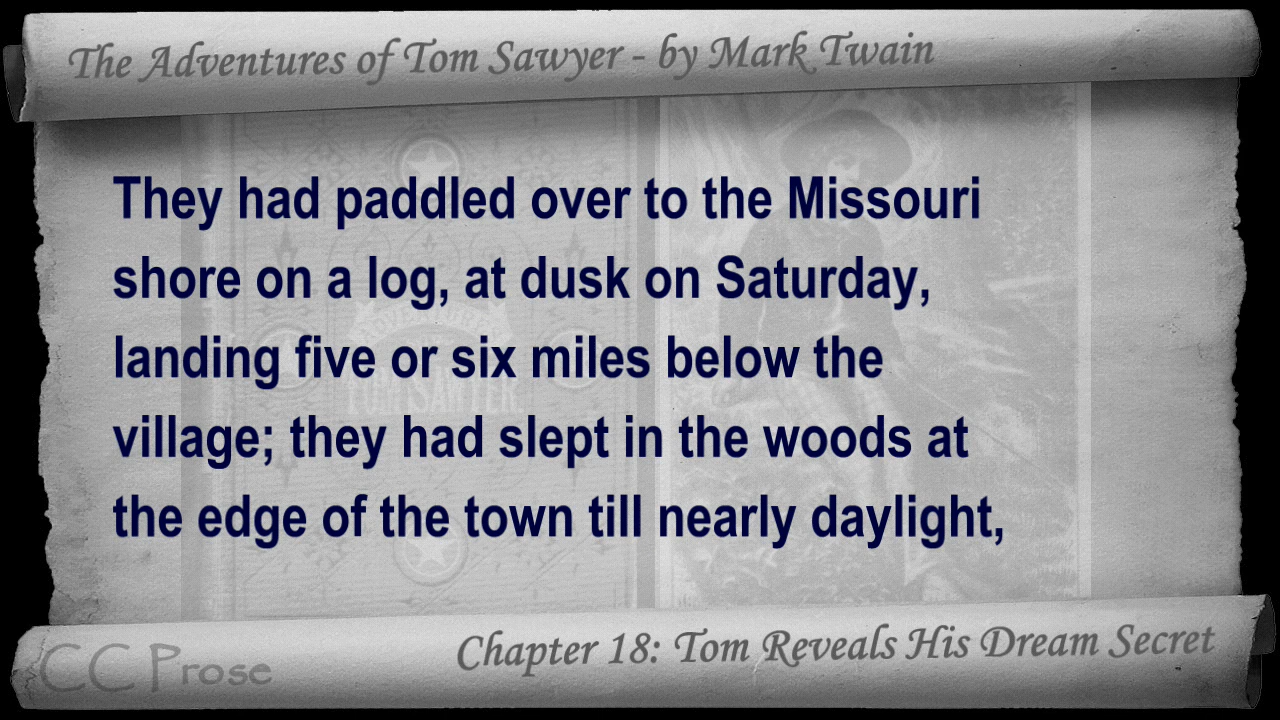 The Adventures of Tom Sawyer - by Mark Twain
They had paddled over to the Missouri
shore on a log, at dusk on Saturday,
landing five or six miles below the
village; they had slept in the woods at
the edge of the town till nearly daylight,
TOM SAWYER
Chapter 18: Tom Reveals His Dream Secret
CC Prose